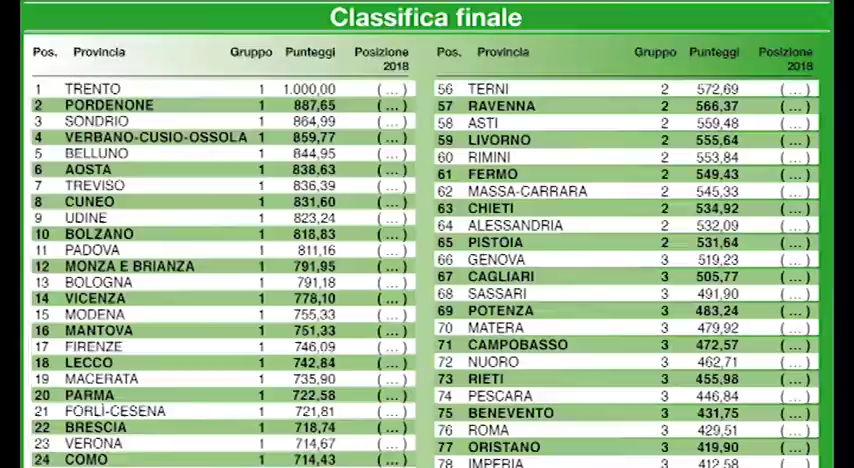 Classifica finale
Pos. Provincia Gruppo Punteggi Posizione 2018
1 TRENTO 1 1.000,00 ( ... )
2 PORDENONE 1 887,65 ( ... )
3 SONDRIO 1 864,99 ( ... )
4 VERBANO-CUSIO-OSSOLA 1 859,77 ( ... )
5 BELLUNO 1 844,95 ( ... )
6 AOSTA 1 838,63 ( ... )
7 TREVISO 1 836,39 ( ... )
8 CUNEO 1 831,60 ( ... )
9 UDINE 1 823,24 ( ... )
10 BOLZANO 1 818,83 ( ... )
11 PADOVA 1 811,16 ( ... )
12 MONZA E BRIANZA 1 791,95 ( ... )
13 BOLOGNA 1 791,18 ( ... )
14 VICENZA 1 778,10 ( ... )
15 MODENA 1 755,33 ( ... )
16 MANTOVA 1 751,33 ( ... )
17 FIRENZE 1 746,09 ( ... )
18 LECCO 1 742,84 ( ... )
19 MACERATA 1 735,90 ( ... )
20 PARMA 1 722,58 ( ... )
21 FORLÌ-CESENA 1 721,81 ( ... )
22 BRESCIA 1 718,74 ( ... )
23 VERONA 1 714,67 ( ... )
24 COMO 1 714,43 ( ... )
Pos. Provincia Gruppo Punteggi Posizione 2018
56 TERNI 2 572,69 ( ... )
57 RAVENNA 2 566,37 ( ... )
58 ASTI 2 559,48 ( ... )
59 LIVORNO 2 555,64 ( ... )
60 RIMINI 2 553,84 ( ... )
61 FERMO 2 549,43 ( ... )
62 MASSA-CARRARA 2 545,33 ( ... )
63 CHIETI 2 534,92 ( ... )
64 ALESSANDRIA 2 532,09 ( ... )
65 PISTOIA 2 531,64 ( ... )
66 GENOVA 3 519,23 ( ... )
67 CAGLIARI 3 505,77 ( ... )
68 SASSARI 3 491,90 ( ... )
69 POTENZA 3 483,24 ( ... )
70 MATERA 3 479,92 ( ... )
71 CAMPOBASSO 3 472,57 ( ... )
72 NUORO 3 462,71 ( ... )
73 RIETI 3 455,98 ( ... )
74 PESCARA 3 446,84 ( ... )
75 BENEVENTO 3 431,75 ( ... )
76 ROMA 3 429,51 ( ... )
77 ORISTANO 3 419,90 ( ... )
78 IMPERIA 3 412,58 ( ... )